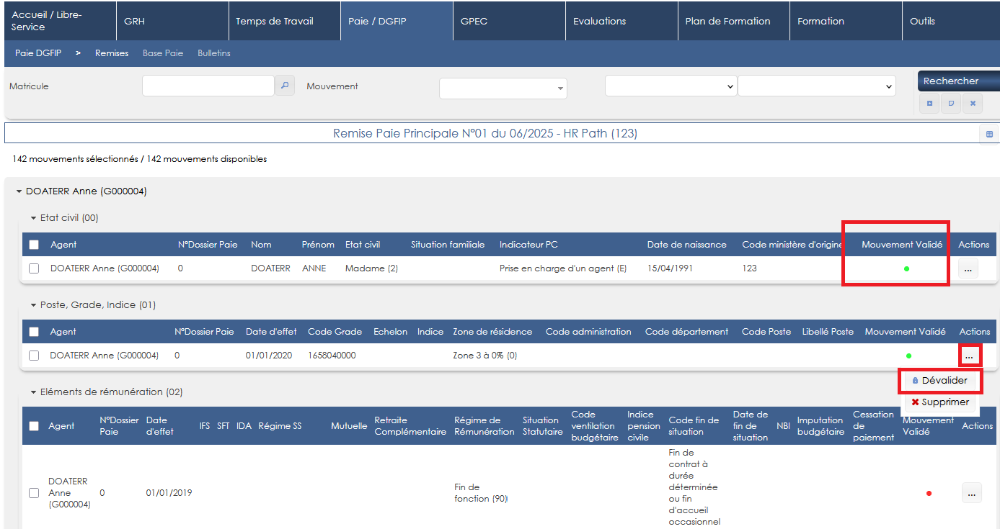 Accueil / Libre-
Service
GRH
Temps de Travail
Paie / DGFIP
GPEC
Evaluations
Plan de Formation
Formation
Outils
Paie DGFIP > Remises Base Paie Bulletins
Matricule
Mouvement
Rechercher
Remise Paie Principale N°01 du 06/2025 - HR Path (123)
142 mouvements sélectionnés / 142 mouvements disponibles
DOATERR Anne (G000004)
Etat civil (00)
Agent N°Dossier Paie Nom Prénom Etat civil Situation familiale Indicateur PC Date de naissance Code ministère d'origine Mouvement Validé Actions
DOATERR Anne (G000004) 0 DOATERR ANNE Madame (2) Prise en charge d'un agent (E) 15/04/1991 123 ...
Poste, Grade, Indice (01)
Agent N°Dossier Paie Date d'effet Code Grade Echelon Indice Zone de résidence Code administration Code département Code Poste Libellé Poste Mouvement Validé Actions
DOATERR Anne (G000004) 0 01/01/2020 1658040000 Zone 3 à 0% (0) ...
Dévalider
Supprimer
Eléments de rémunération (02)
Agent
N°Dossier
Paie
Date
d'effet
IFS
SFT
IDA
Régime SS
Mutuelle
Retraite
Complémentaire
Régime de
Rémunération
Situation
Statutaire
Code
ventilation
budgétaire
Indice
pension
civile
Code fin de
situation
Date de
fin de
situation
NBI
Imputation
budgétaire
Cessation
de
paiement
Mouvement
Validé
Actions
DOATERR
Anne
(G000004)
0
01/01/2019
Fin de
fonction (90)
Fin de
contrat à
durée
déterminée
ou fin
d'accueil
occasionnel
...